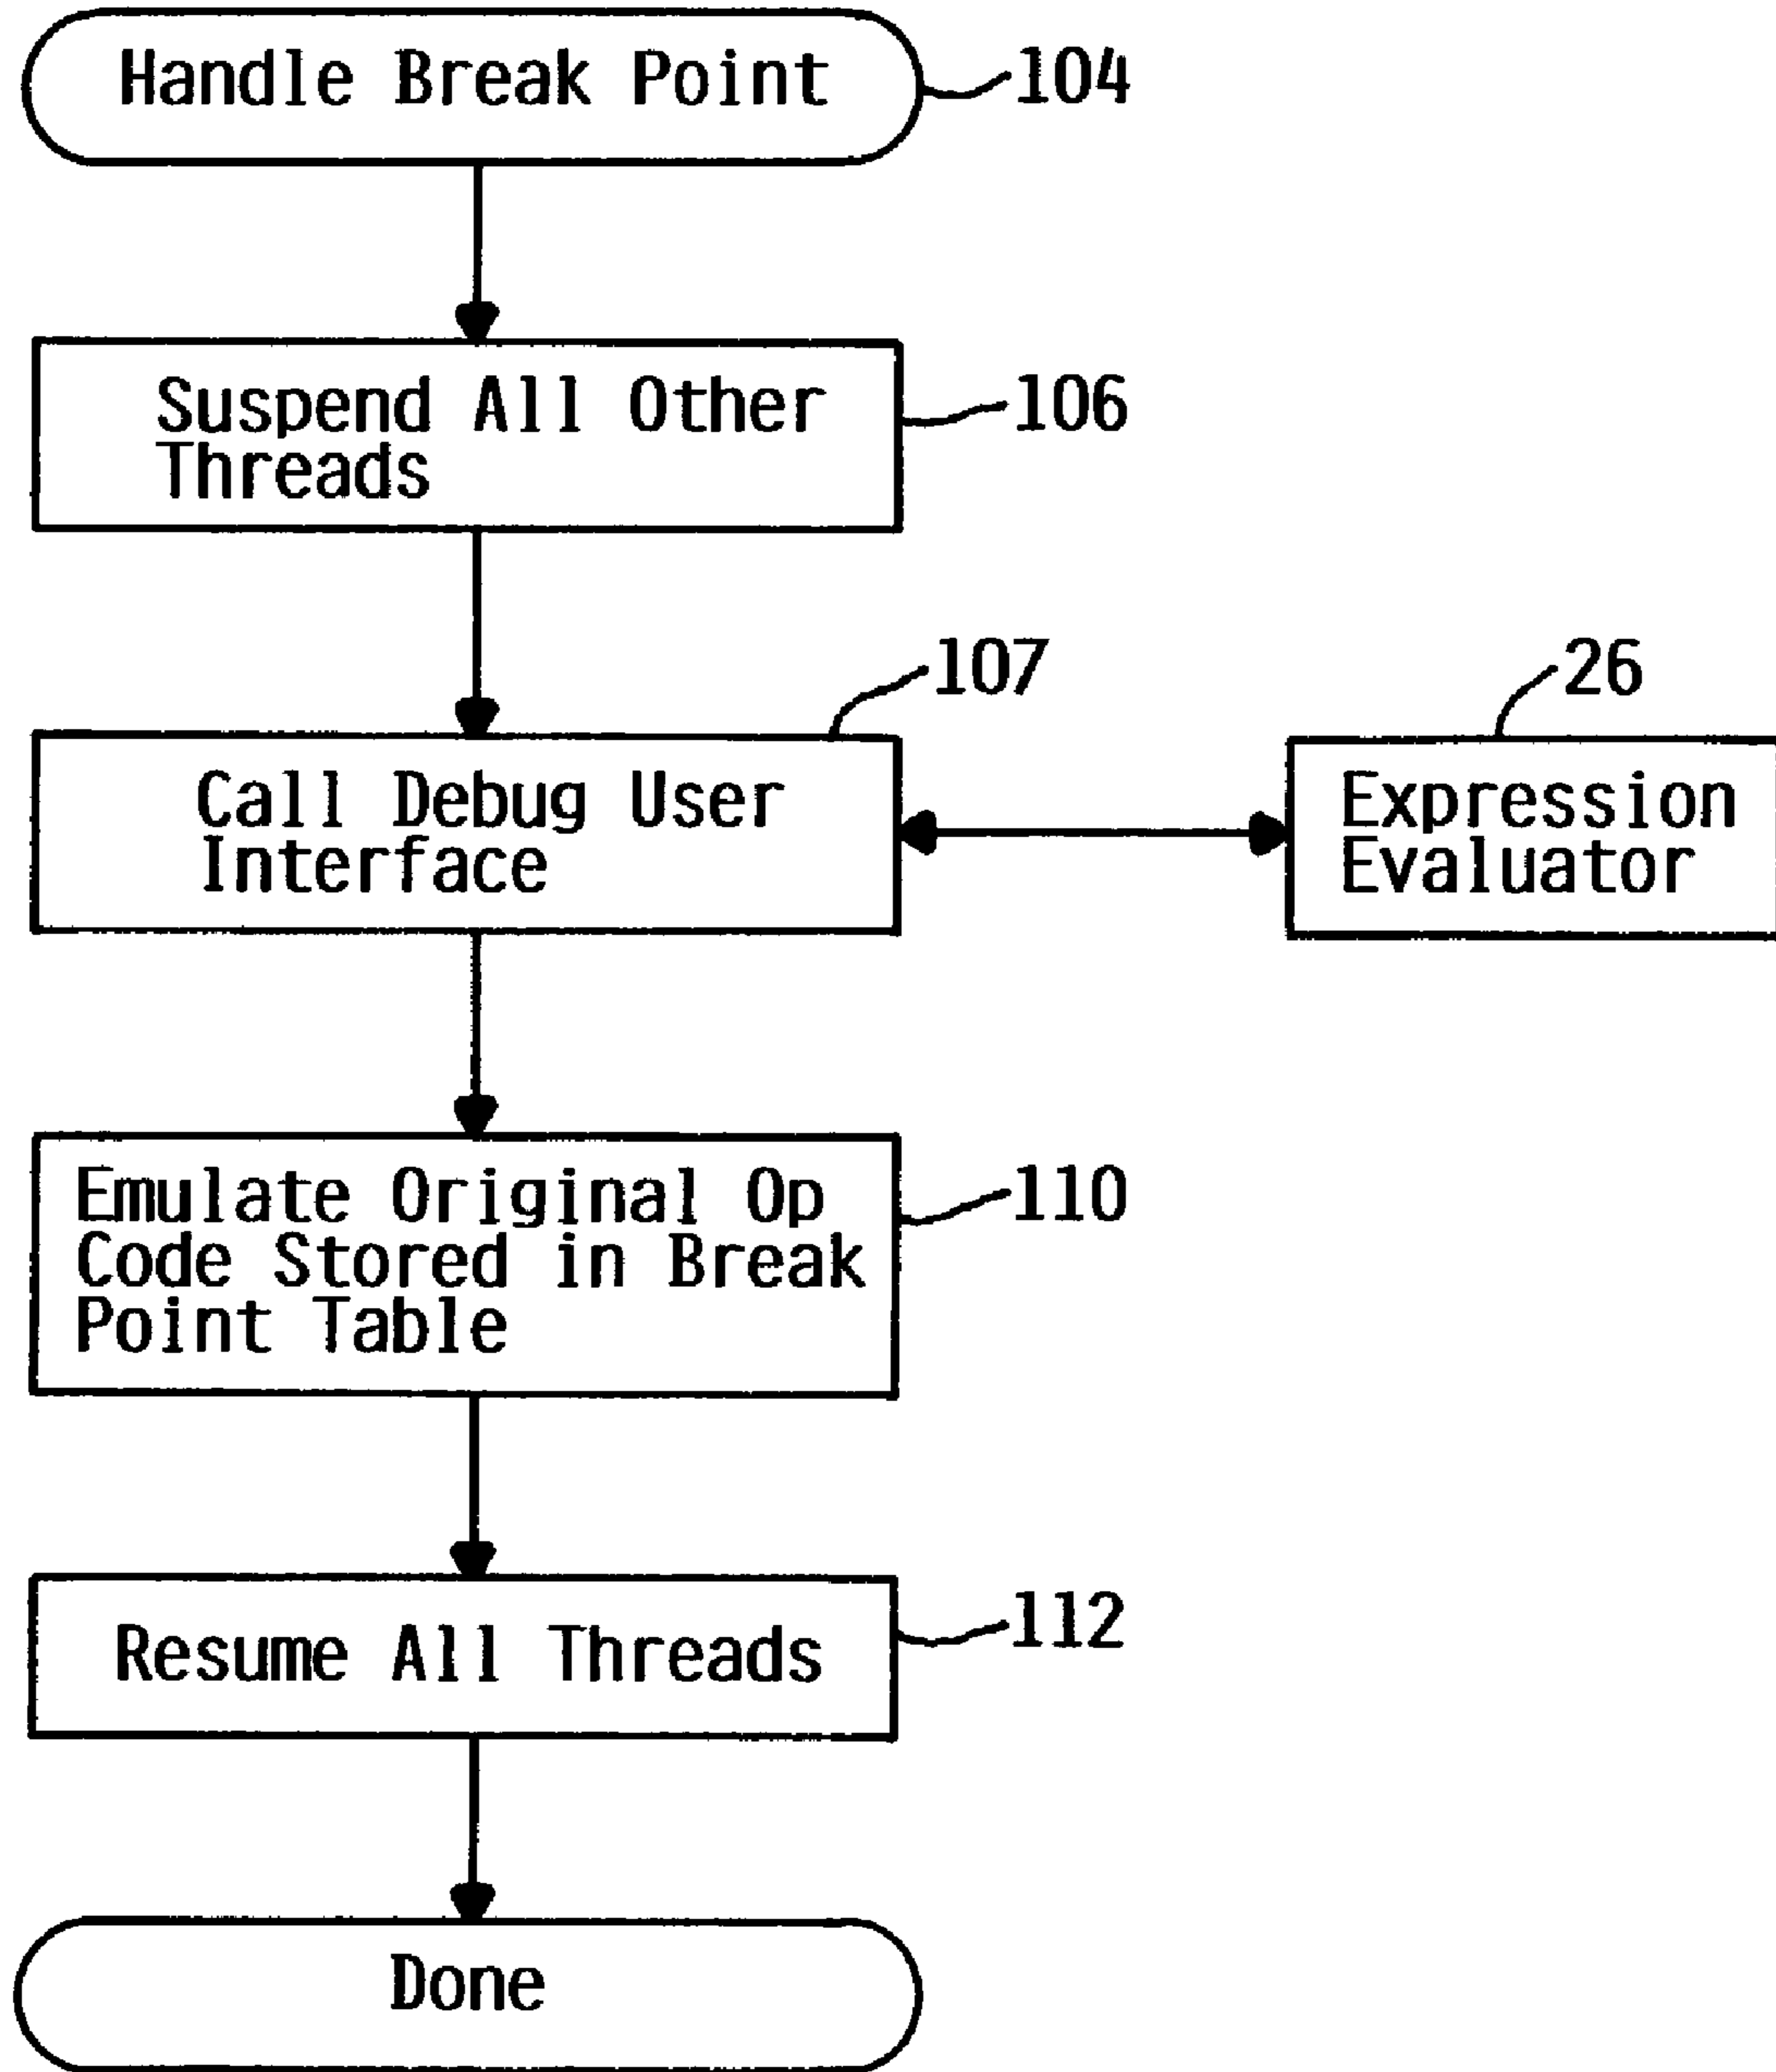 Handle Break Point
104
Suspend All Other
Threads
106
107
26
Call Debug User
Interface
Expression
Evaluator
Emulate Original Op
Code Stored in Break
Point Table
110
Resume All Threads
112
Done